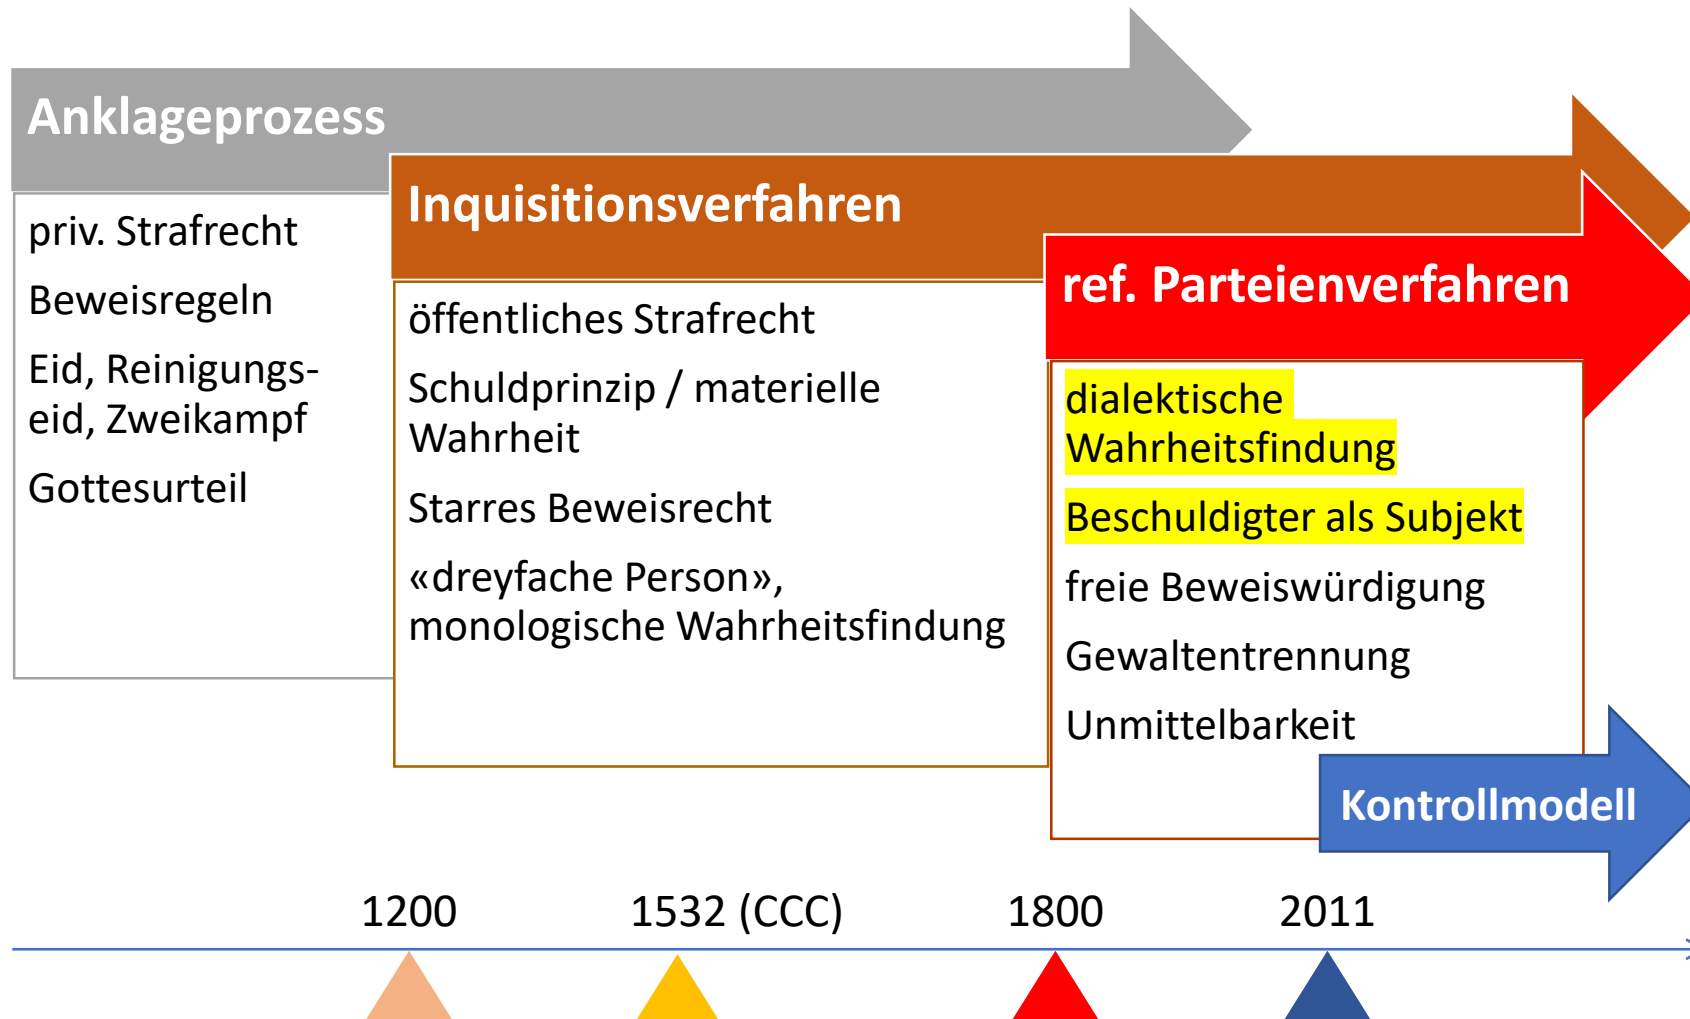 Anklageprozess
priv. Strafrecht
Beweisregeln
Eid, Reinigungs-
eid, Zweikampf
Gottesurteil
Inquisitionsverfahren
öffentliches Strafrecht
Schuldprinzip / materielle
Wahrheit
Starres Beweisrecht
«dreyfache Person»,
monologische Wahrheitsfindung
ref. Parteienverfahren
dialektische
Wahrheitsfindung
Beschuldigter als Subjekt
freie Beweiswürdigung
Gewaltentrennung
Unmittelbarkeit
Kontrollmodell
1200
1532 (CCC)
1800
2011